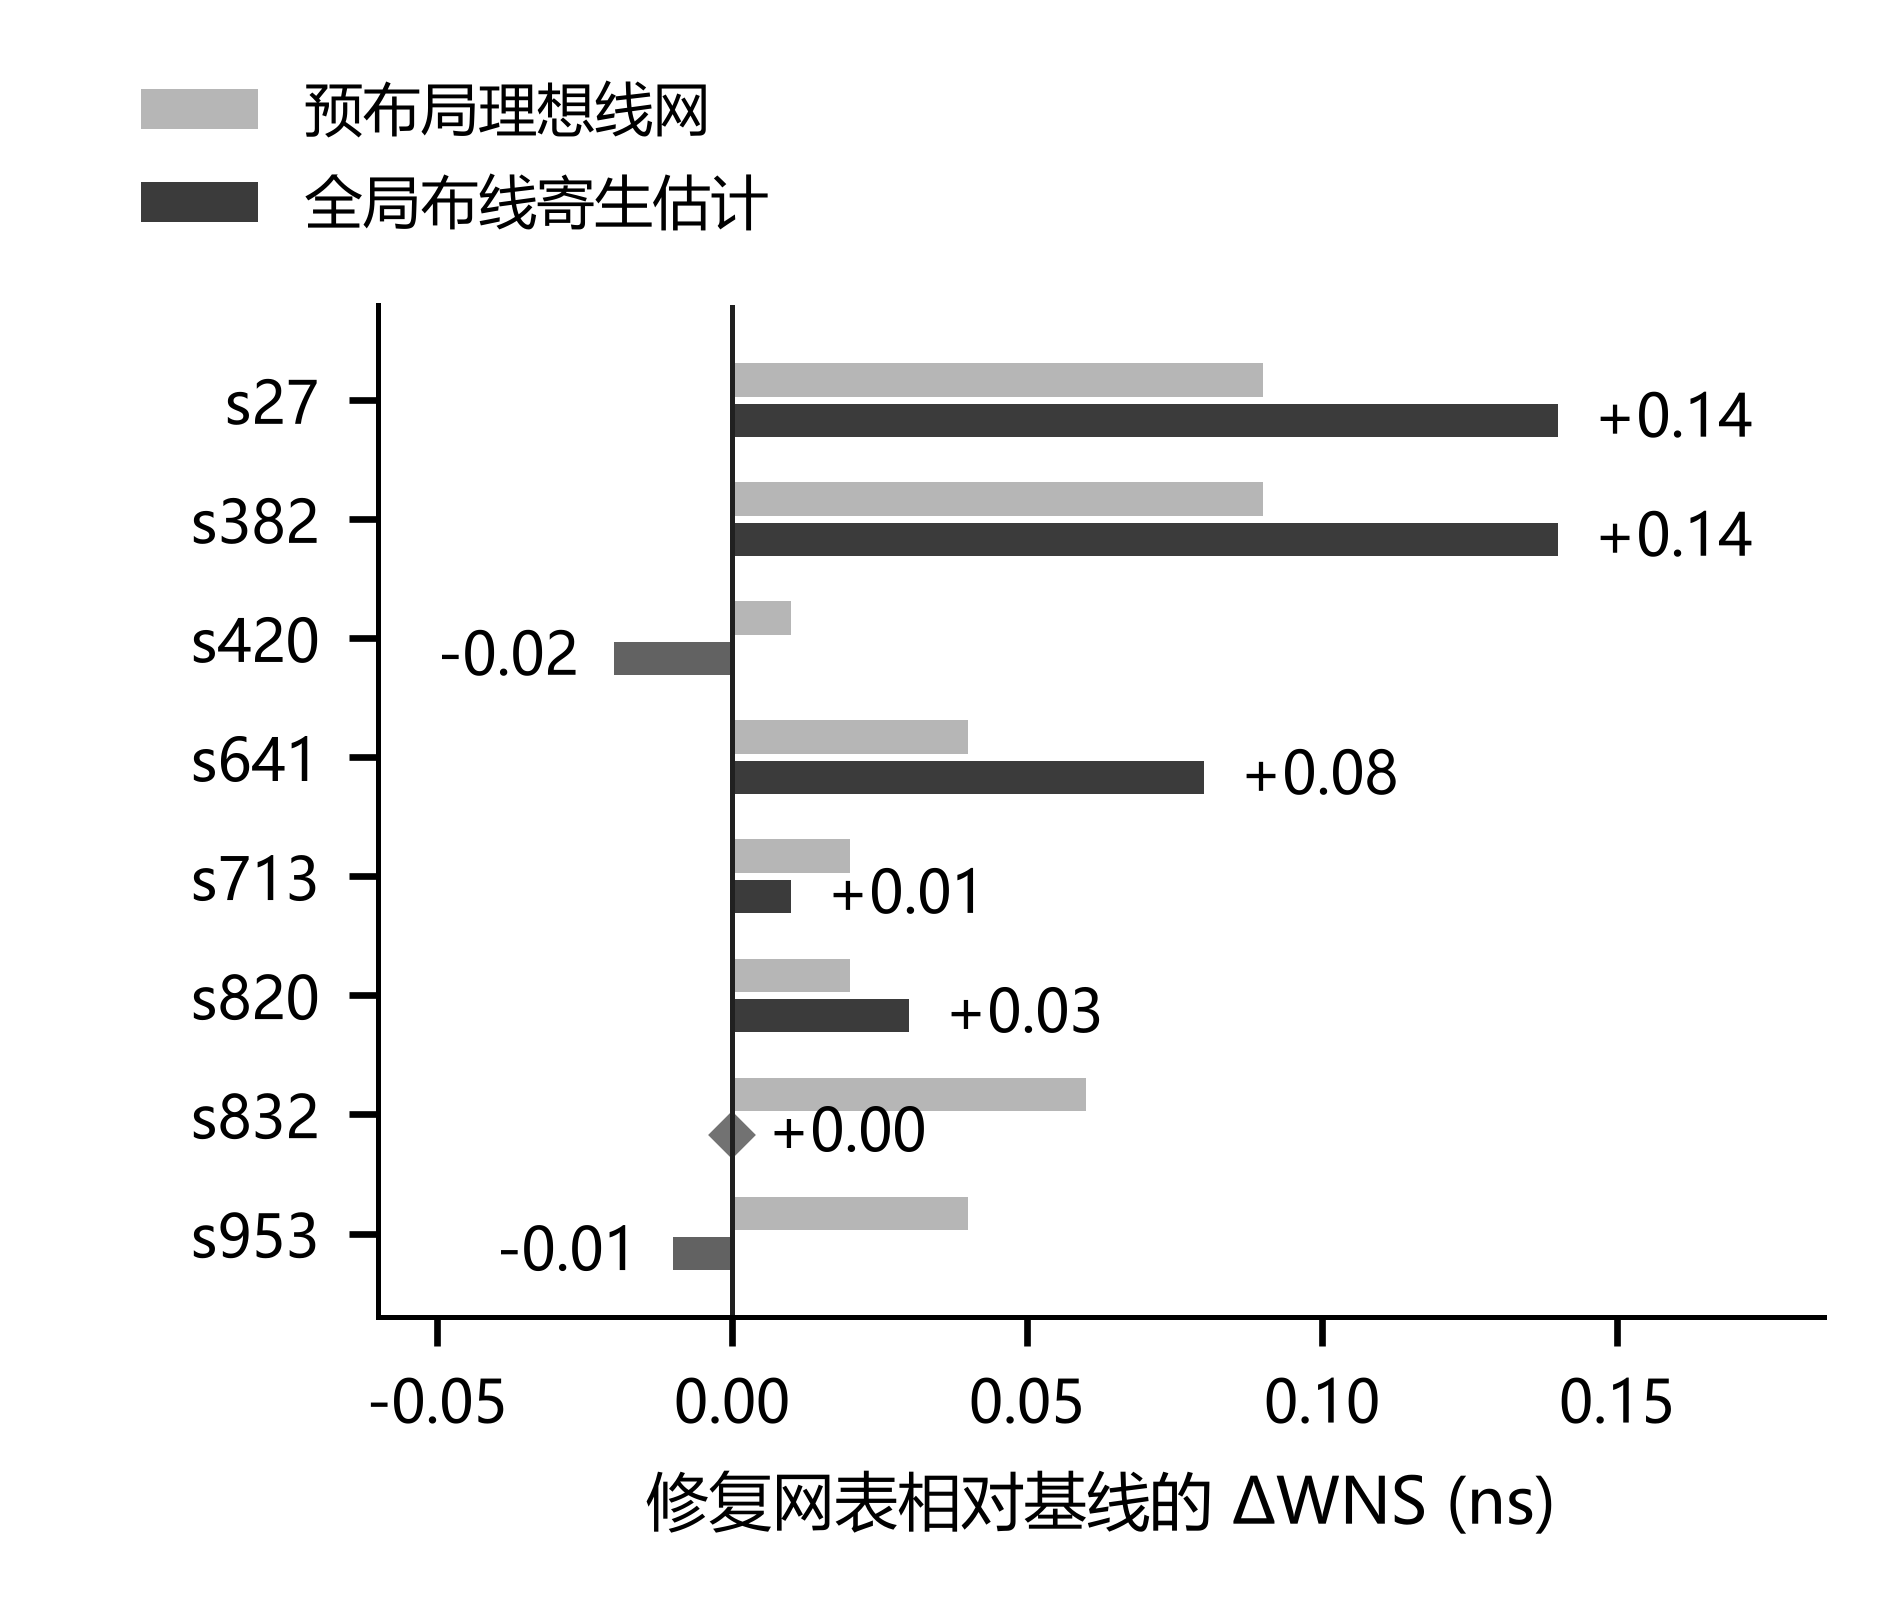 预布局理想线网
全局布线寄生估计
s27
+0.14
s382
+0.14
s420
-0.02
s641
+0.08
s713
+0.01
s820
+0.03
s832
+0.00
s953
-0.01
-0.05 0.00 0.05 0.10 0.15
修复网表相对基线的 ΔWNS (ns)